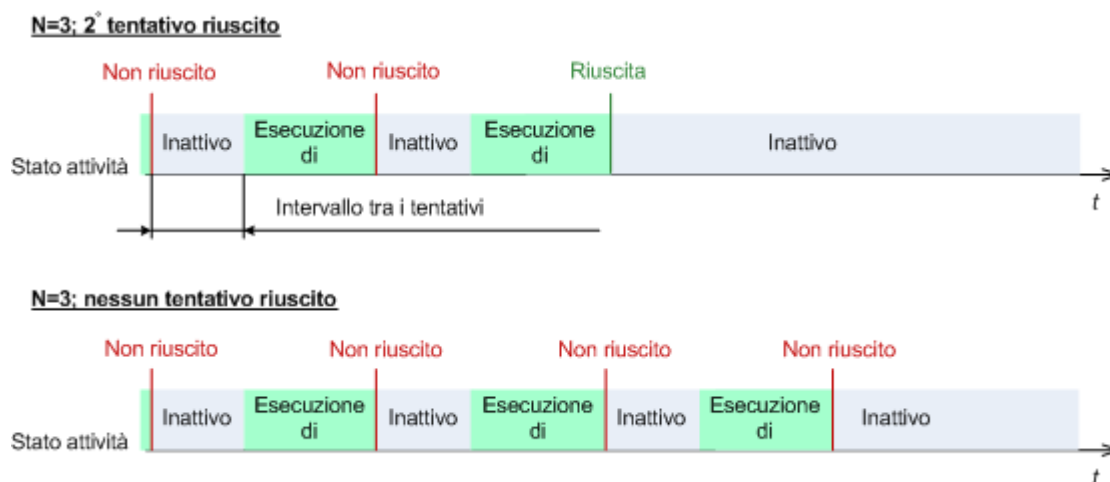 N=3; 2° tentativo riuscito
Non riuscito Non riuscito Riuscita
Inattivo Esecuzione di Inattivo Esecuzione di Inattivo
Stato attività
t
Intervallo tra i tentativi
N=3; nessun tentativo riuscito
Non riuscito Non riuscito Non riuscito Non riuscito
Inattivo Esecuzione di Inattivo Esecuzione di Inattivo Esecuzione di Inattivo
Stato attività
t